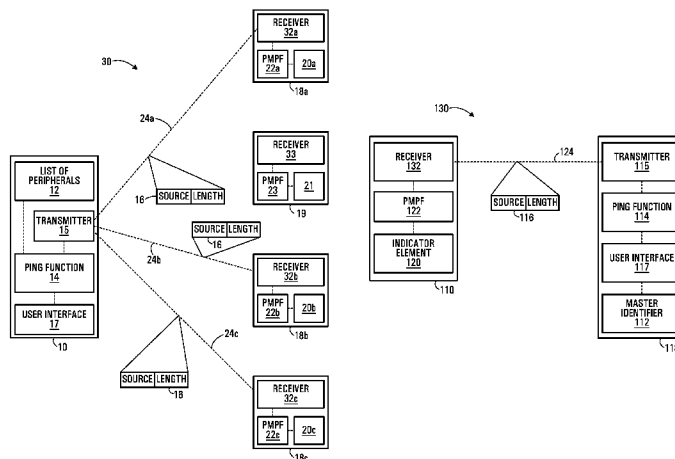 30
RECEIVER
32a
PMPF
22a
20a
18a
24a
LIST OF
PERIPHERALS
12
TRANSMITTER
15
PING FUNCTION
14
USER INTERFACE
17
10
16
SOURCE LENGTH
RECEIVER
33
PMPF
23
21
19
SOURCE LENGTH
16
24b
RECEIVER
32b
PMPF
22b
20b
18b
24c
SOURCE LENGTH
16
RECEIVER
32c
PMPF
22c
20c
18c
130
RECEIVER
132
PMPF
122
INDICATOR
ELEMENT
120
110
124
SOURCE LENGTH
116
TRANSMITTER
115
PING FUNCTION
114
USER INTERFACE
117
MASTER
IDENTIFIER
112